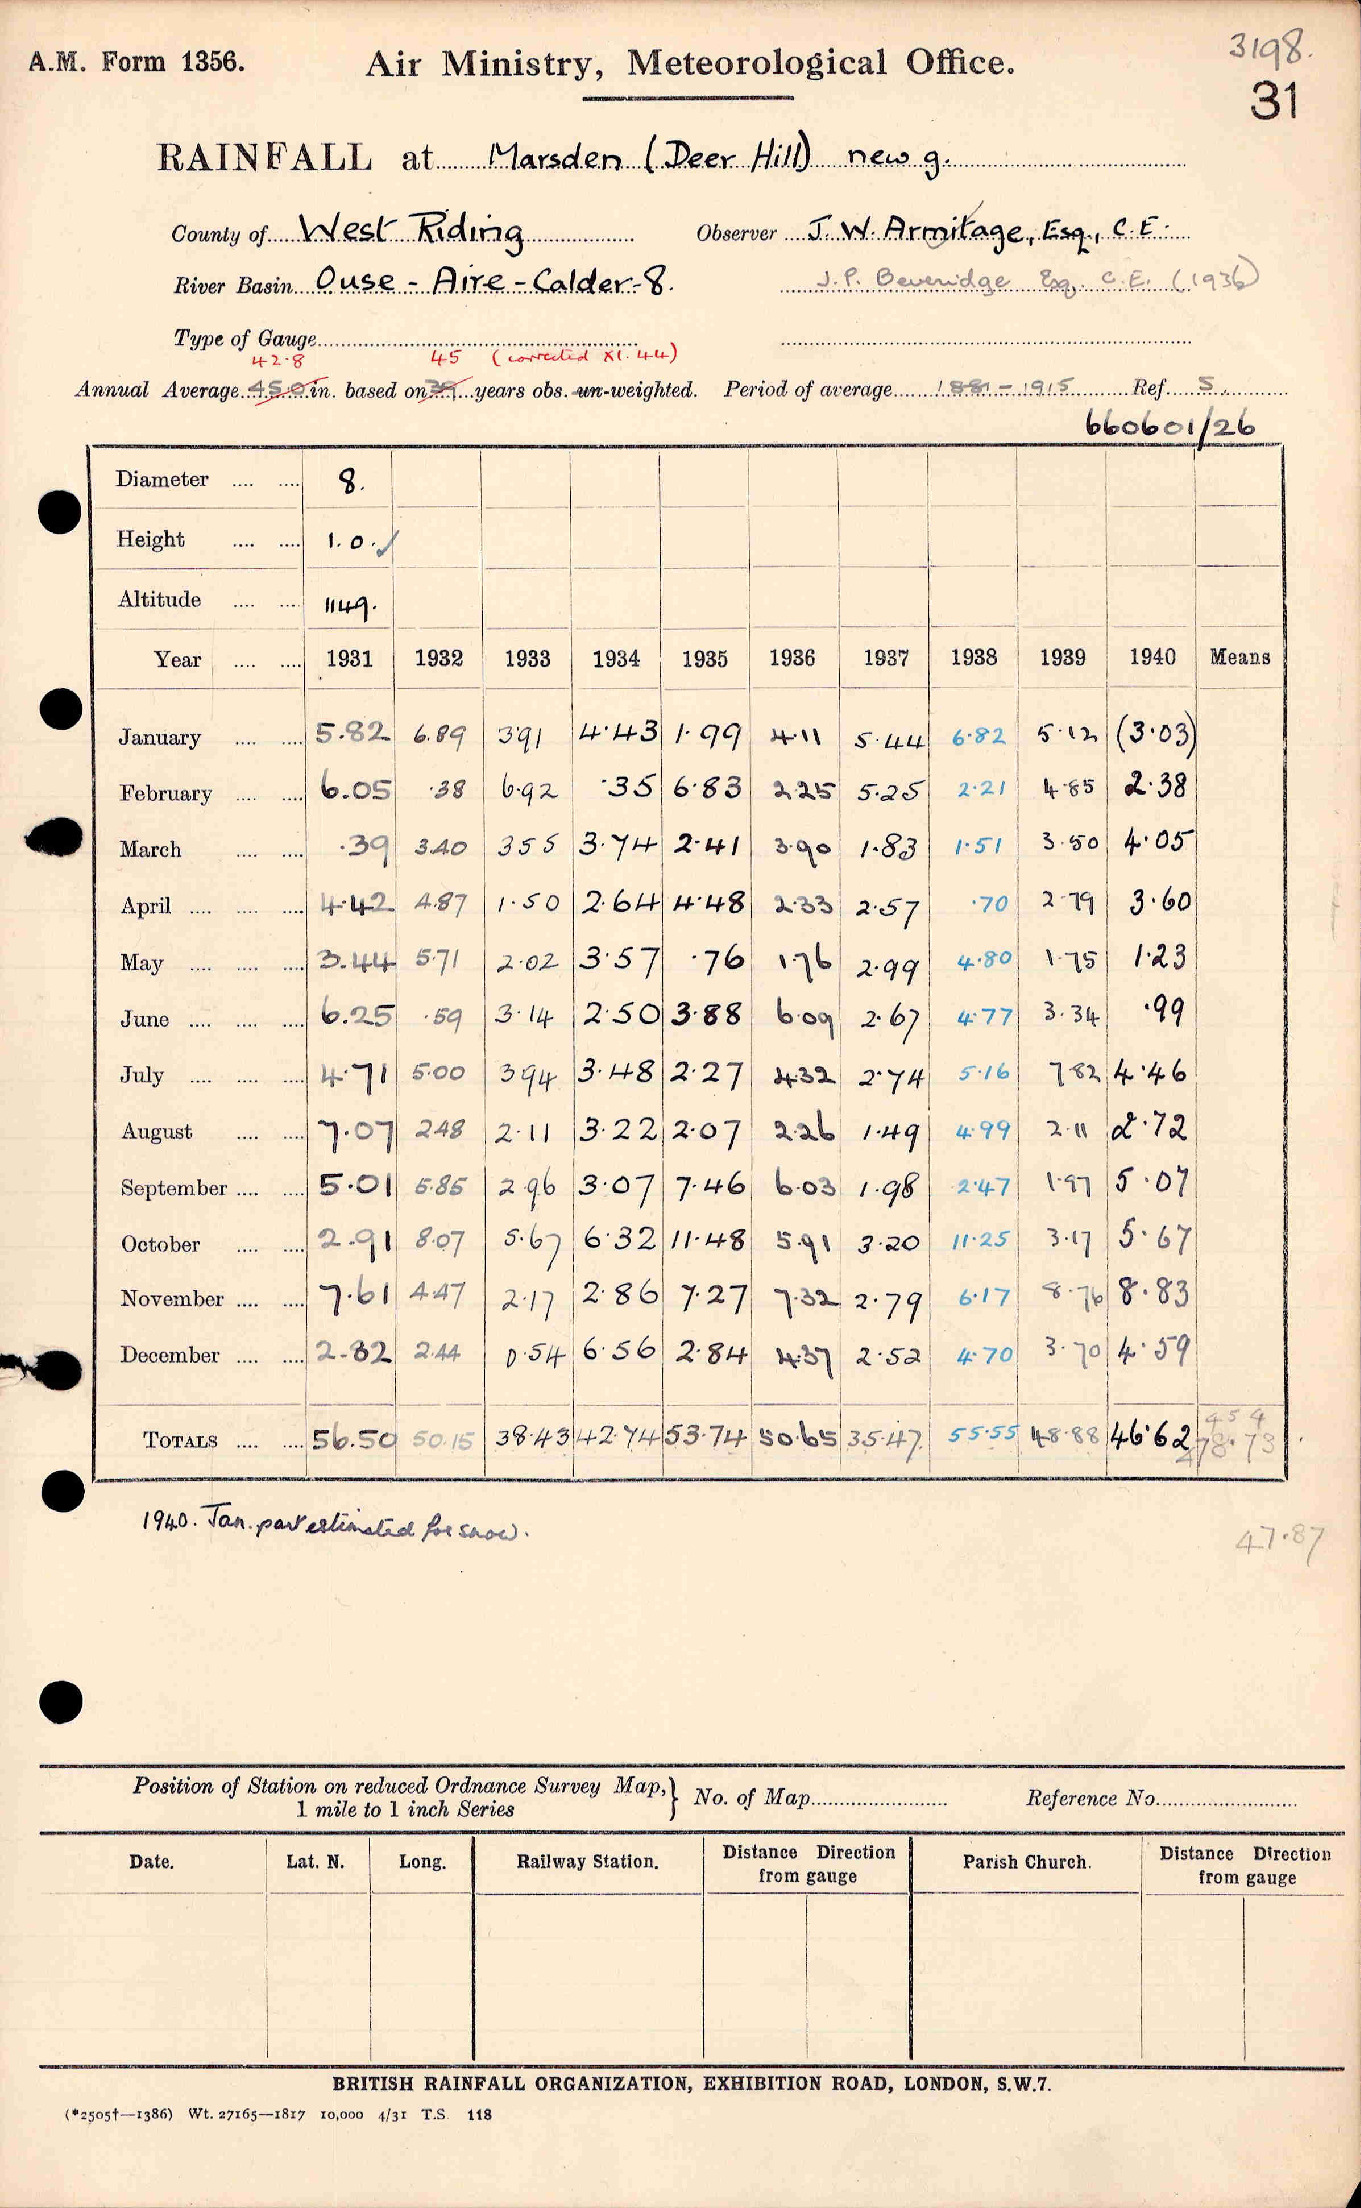 3198.
A.M. Form 1356. Air Ministry, Meteorological Office.
31
RAINFALL at Marsden (Deer Hill) new g.
County of West Riding Observer J. W. Armitage, Esq., C.E.
River Basin Ouse - Aire - Calder - 8. J. P. Beveridge Esq. C.E. (1936)
Type of Gauge
42.8 45 (corrected XI.44)
Annual Average 45.0 in. based on years obs. un-weighted. Period of average 1881-1915 Ref. 5.
660601/26
Diameter 8.
Height 1.0.
Altitude 1149.
Year 1931 1932 1933 1934 1935 1936 1937 1938 1939 1940 Means
January 5.82 6.89 3.91 4.43 1.99 4.11 5.44 6.82 5.12 (3.03)
February 6.05 .38 6.92 .35 6.83 2.25 5.25 2.21 4.85 2.38
March .39 3.40 3.55 3.74 2.41 3.90 1.83 1.51 3.50 4.05
April 4.42 4.87 1.50 2.64 4.48 2.33 2.57 .70 2.79 3.60
May 3.44 5.71 2.02 3.57 .76 1.76 2.99 4.80 1.75 1.23
June 6.25 .59 3.14 2.50 3.88 6.09 2.67 4.77 3.34 .99
July 4.71 5.00 3.94 3.48 2.27 4.32 2.74 5.16 7.82 4.46
August 7.07 2.48 2.11 3.22 2.07 2.26 1.49 4.99 2.11 2.72
September 5.01 5.85 2.96 3.07 7.46 6.03 1.98 2.47 1.97 5.07
October 2.91 8.07 5.67 6.32 11.48 5.91 3.20 11.25 3.17 5.67
November 7.61 4.47 2.17 2.86 7.27 7.32 2.79 6.17 8.76 8.83
December 2.82 2.44 0.54 6.56 2.84 4.37 2.52 4.70 3.70 4.59
454
TOTALS 56.50 50.15 38.43 42.74 53.74 50.65 35.47 55.55 48.88 46.62 478.73
1940. Jan. part estimated for snow.
47.87
Position of Station on reduced Ordnance Survey Map,} No. of Map Reference No.
1 mile to 1 inch Series
Date. Lat. N. Long. Railway Station. Distance Direction from gauge Parish Church. Distance Direction from gauge
BRITISH RAINFALL ORGANIZATION, EXHIBITION ROAD, LONDON, S.W.7.
(*2505†—1386) Wt. 27165—1817 10,000 4/31 T.S. 118